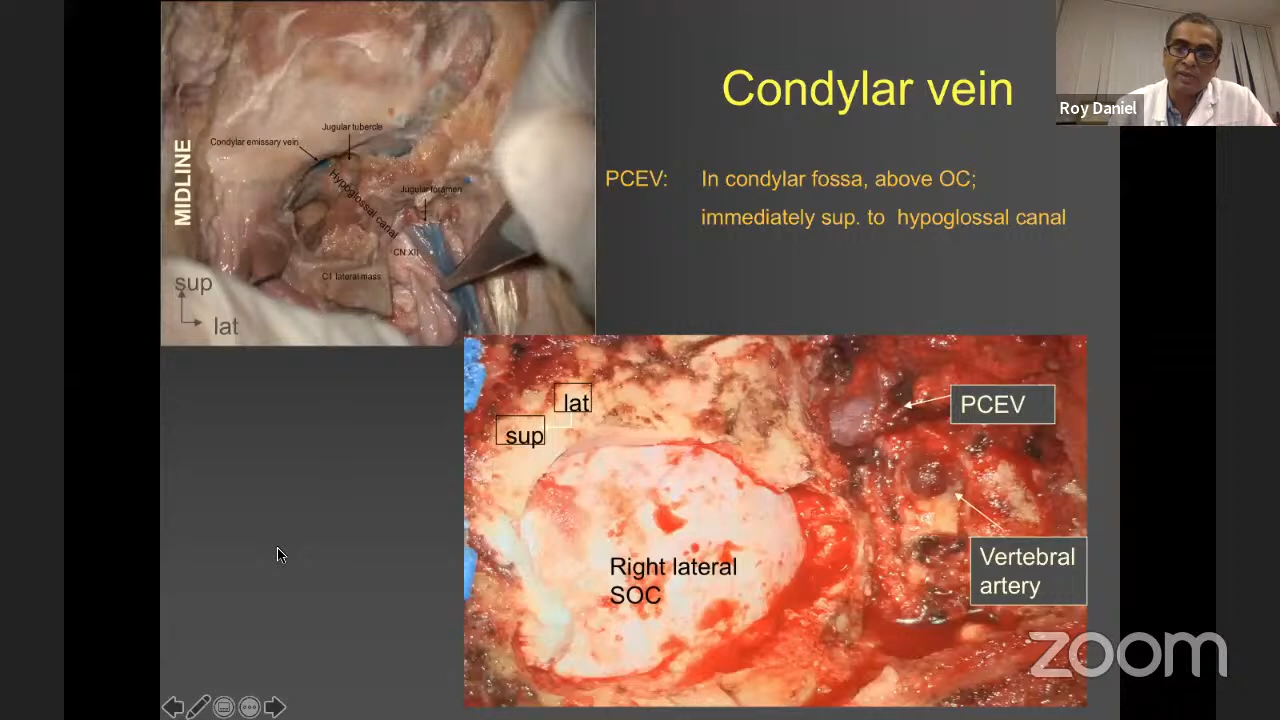 Condylar vein
Roy Daniel
Jugular tubercle
Condylar emissary vein
MIDLINE
Hypoglossal canal
Jugular foramen
CN XII
C1 lateral mass
sup
lat
PCEV: In condylar fossa, above OC;
immediately sup. to hypoglossal canal
lat
sup
PCEV
Right lateral
SOC
Vertebral
artery
zoom